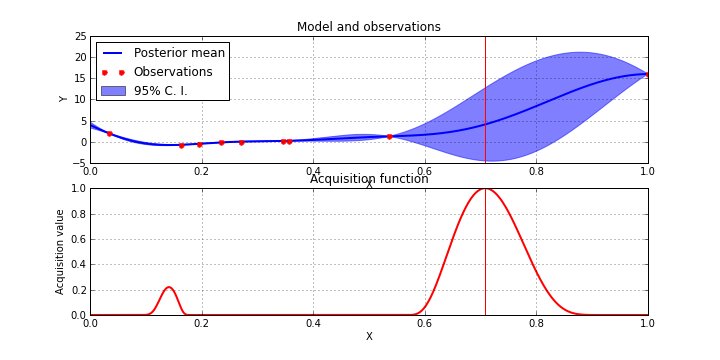 Model and observations
25
20
15
10
5
0
−5
Y
Posterior mean
Observations
95% C. I.
0.0 0.2 0.4 0.6 0.8 1.0
X
Acquisition function
1.0
0.8
0.6
0.4
0.2
0.0
Acquisition value
0.0 0.2 0.4 0.6 0.8 1.0
X